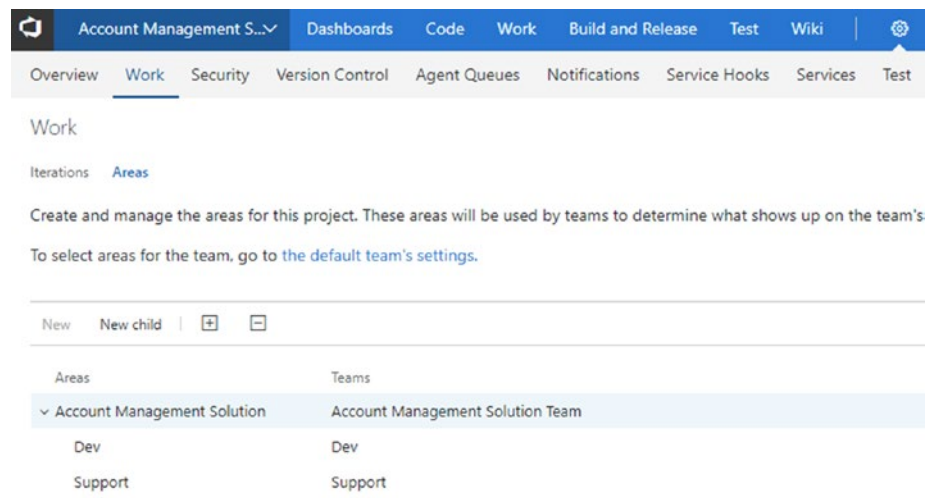 Account Management S... Dashboards Code Work Build and Release Test Wiki
Overview Work Security Version Control Agent Queues Notifications Service Hooks Services Test
Work
Iterations Areas
Create and manage the areas for this project. These areas will be used by teams to determine what shows up on the team's
To select areas for the team, go to the default team's settings.
New New child
Areas Teams
Account Management Solution Account Management Solution Team
Dev Dev
Support Support